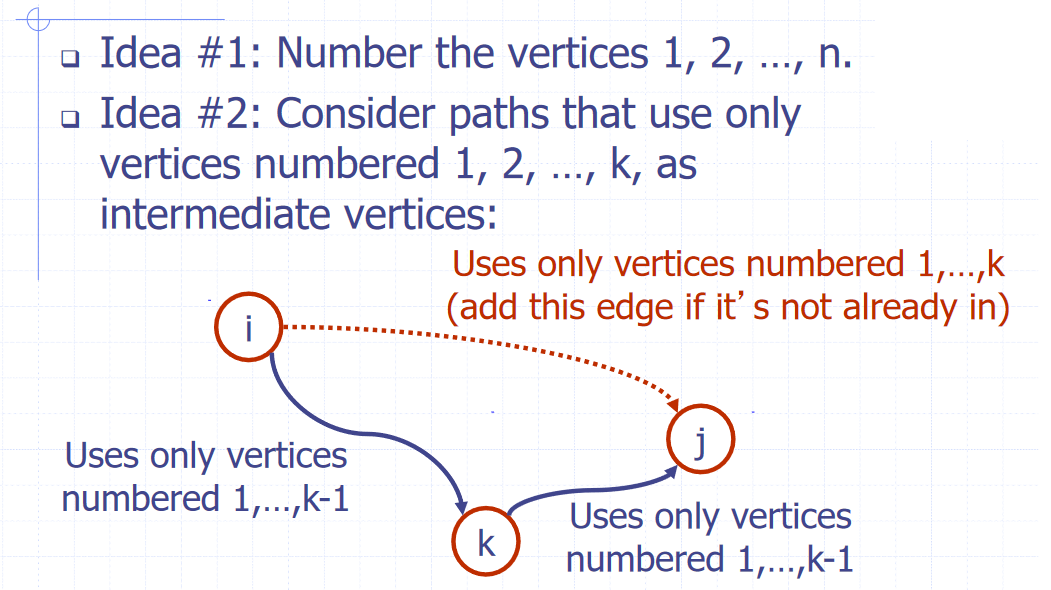 Idea #1: Number the vertices 1, 2, …, n.
Idea #2: Consider paths that use only
vertices numbered 1, 2, …, k, as
intermediate vertices:
Uses only vertices numbered 1,…,k
(add this edge if it’s not already in)
i
j
Uses only vertices
numbered 1,…,k-1
k
Uses only vertices
numbered 1,…,k-1